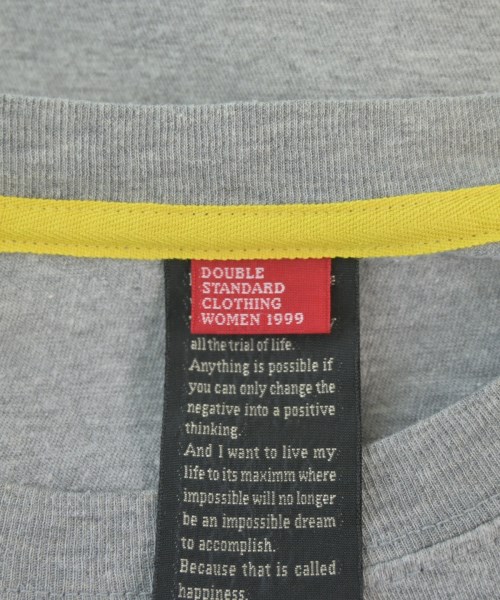 DOUBLE
STANDARD
CLOTHING
WOMEN 1999
all the trial of life.
Anything is possible if
you can only change the
negative into a positive
thinking.
And I want to live my
life to its maximm where
impossible will no longer
be an impossible dream
to accomplish.
Because that is called
happiness.